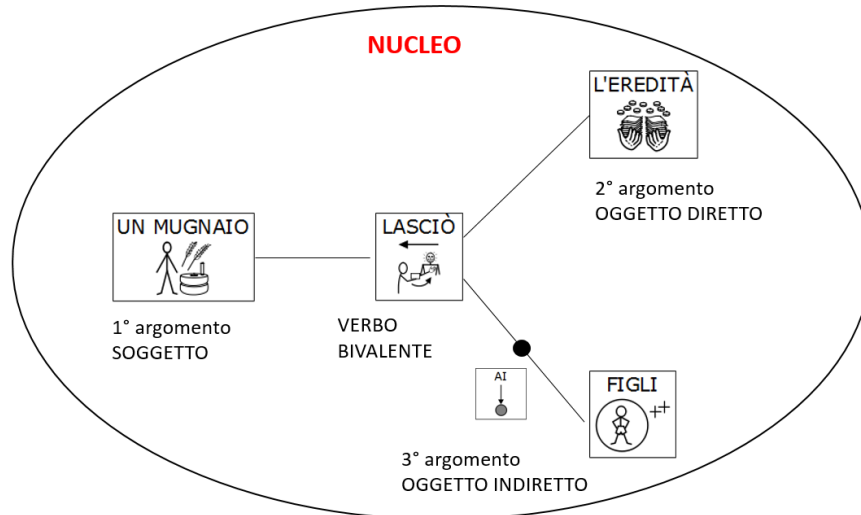 NUCLEO
L'EREDITÀ
2° argomento
OGGETTO DIRETTO
UN MUGNAIO
1° argomento
SOGGETTO
LASCIÒ
VERBO
BIVALENTE
AI
FIGLI
++
3° argomento
OGGETTO INDIRETTO